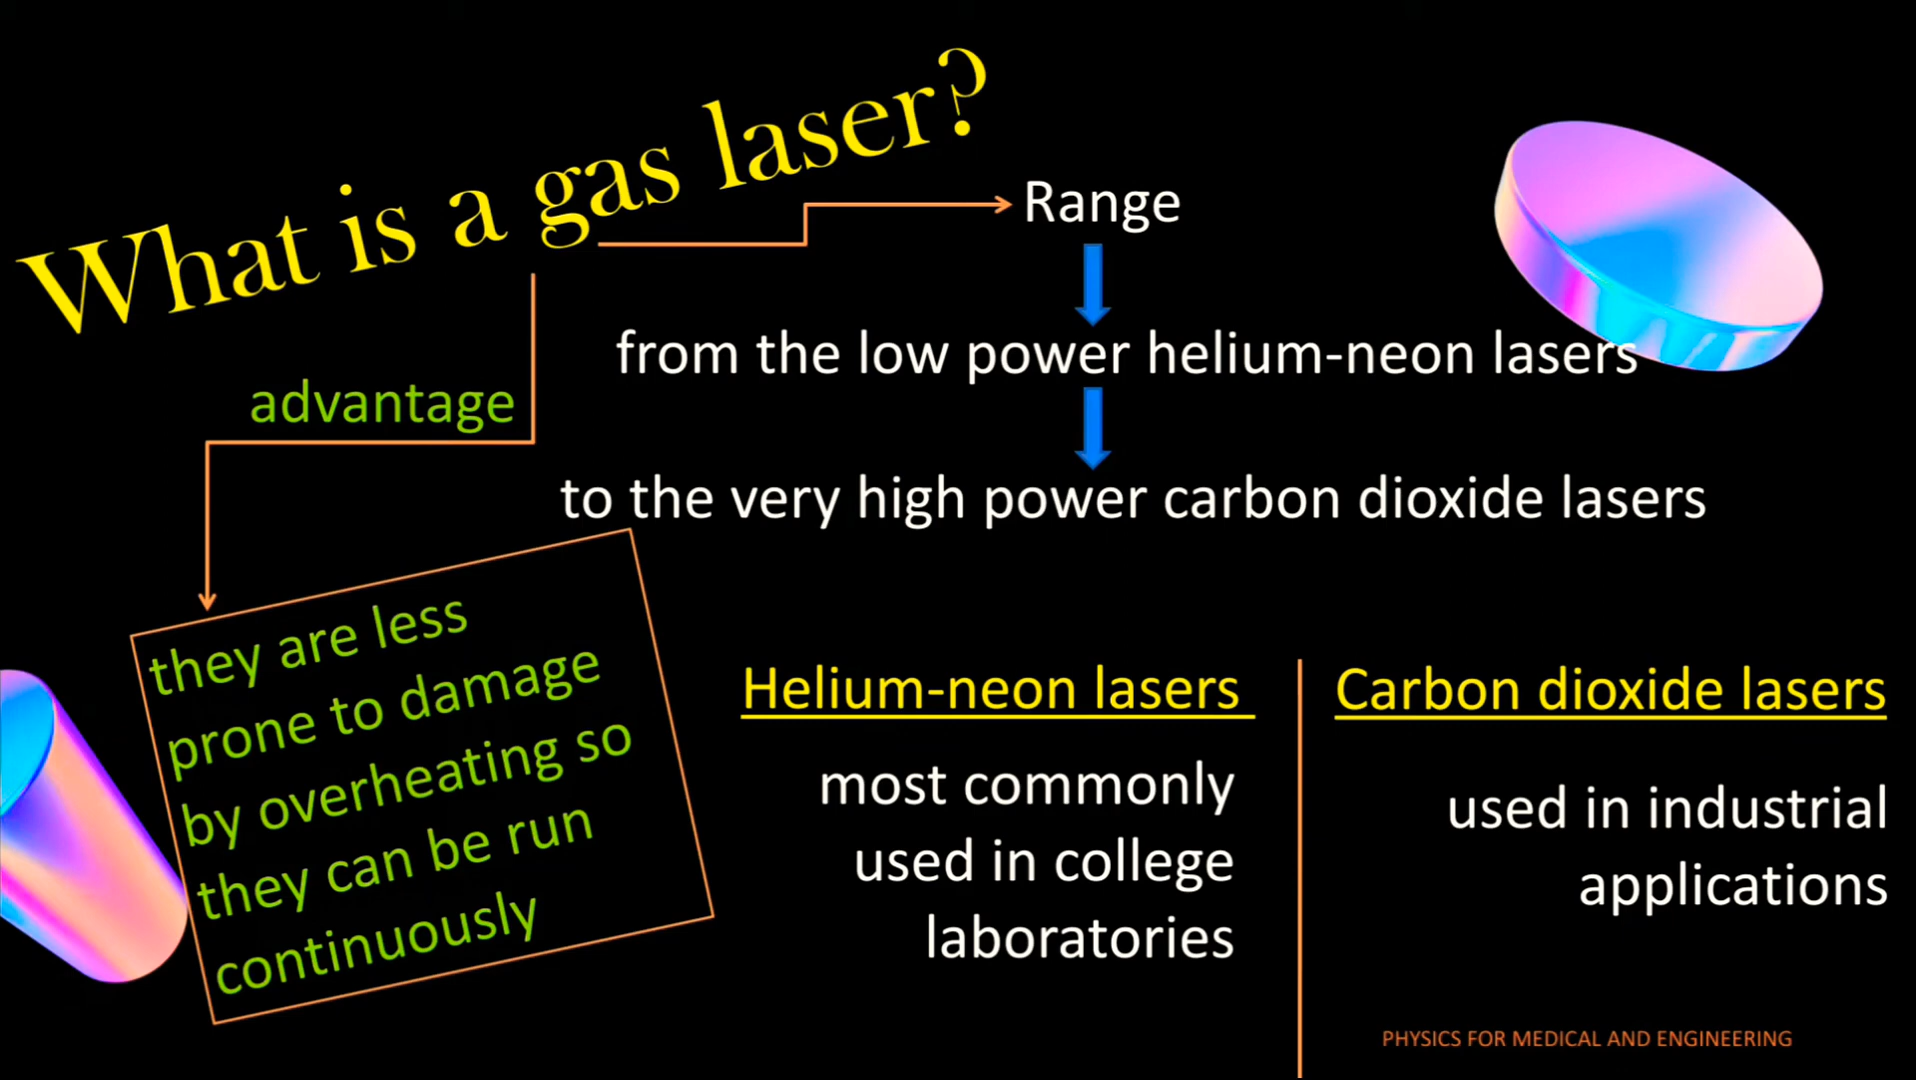 What is a gas laser?
Range
from the low power helium-neon lasers
to the very high power carbon dioxide lasers
advantage
they are less
prone to damage
by overheating so
they can be run
continuously
Helium-neon lasers
most commonly
used in college
laboratories
Carbon dioxide lasers
used in industrial
applications
PHYSICS FOR MEDICAL AND ENGINEERING